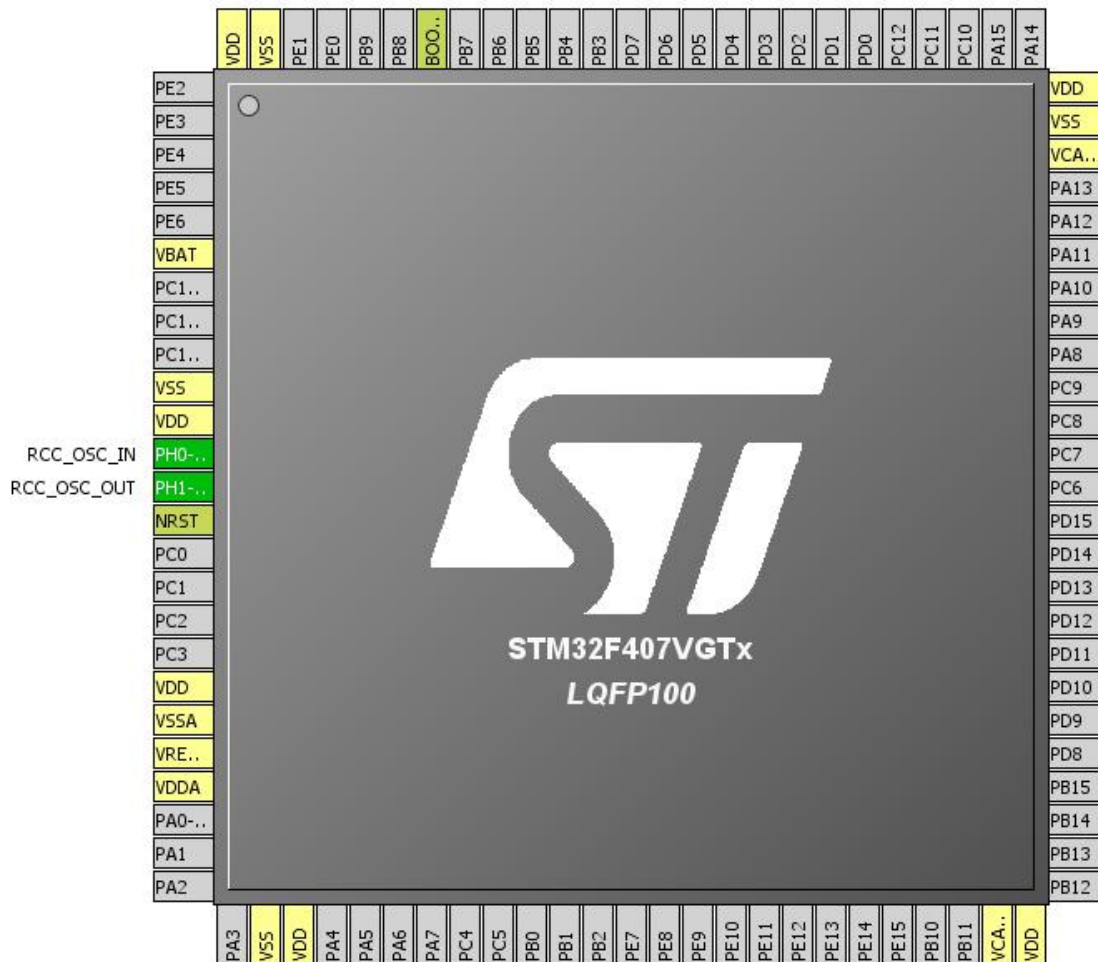 VDD VSS PE1 PE0 PB9 PB8 BOO.. PB7 PB6 PB5 PB4 PB3 PD7 PD6 PD5 PD4 PD3 PD2 PD1 PD0 PC12 PC11 PC10 PA15 PA14
PE2 VDD
PE3 VSS
PE4 VCA..
PE5 PA13
PE6 PA12
VBAT PA11
PC1.. PA10
PC1.. PA9
PC1.. PA8
VSS PC9
VDD PC8
RCC_OSC_IN PH0-.. PC7
RCC_OSC_OUT PH1-.. PC6
NRST PD15
PC0 PD14
PC1 PD13
PC2 PD12
PC3 PD11
VDD PD10
VSSA PD9
VRE.. PD8
VDDA PB15
PA0-.. PB14
PA1 PB13
PA2 PB12
ST
STM32F407VGTx
LQFP100
PA3 VSS VDD PA4 PA5 PA6 PA7 PC4 PC5 PB0 PB1 PB2 PE7 PE8 PE9 PE10 PE11 PE12 PE13 PE14 PE15 PB10 PB11 VCA.. VDD